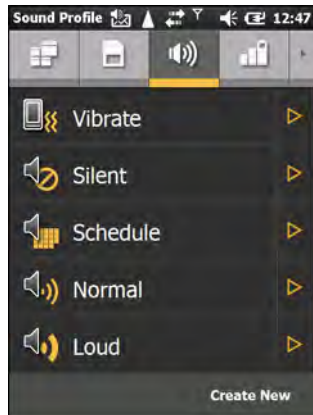 Sound Profile 12:47
Vibrate
Silent
Schedule
Normal
Loud
Create New